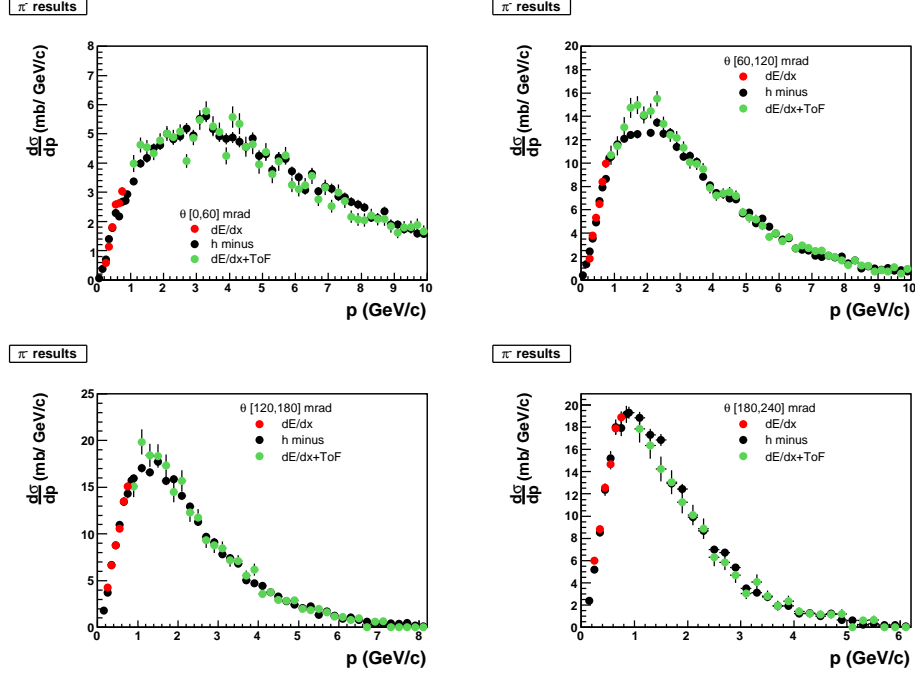 π⁻ results
dσ/dp (mb/ GeV/c)
8
7
6
5
4
3
2
1
0
θ [0,60] mrad
dE/dx
h minus
dE/dx+ToF
0 1 2 3 4 5 6 7 8 9 10
p (GeV/c)
π⁻ results
dσ/dp (mb/ GeV/c)
20
18
16
14
12
10
8
6
4
2
0
θ [60,120] mrad
dE/dx
h minus
dE/dx+ToF
0 1 2 3 4 5 6 7 8 9 10
p (GeV/c)
π⁻ results
dσ/dp (mb/ GeV/c)
25
20
15
10
5
0
θ [120,180] mrad
dE/dx
h minus
dE/dx+ToF
0 1 2 3 4 5 6 7 8
p (GeV/c)
π⁻ results
dσ/dp (mb/ GeV/c)
20
18
16
14
12
10
8
6
4
2
0
θ [180,240] mrad
dE/dx
h minus
dE/dx+ToF
0 1 2 3 4 5 6
p (GeV/c)